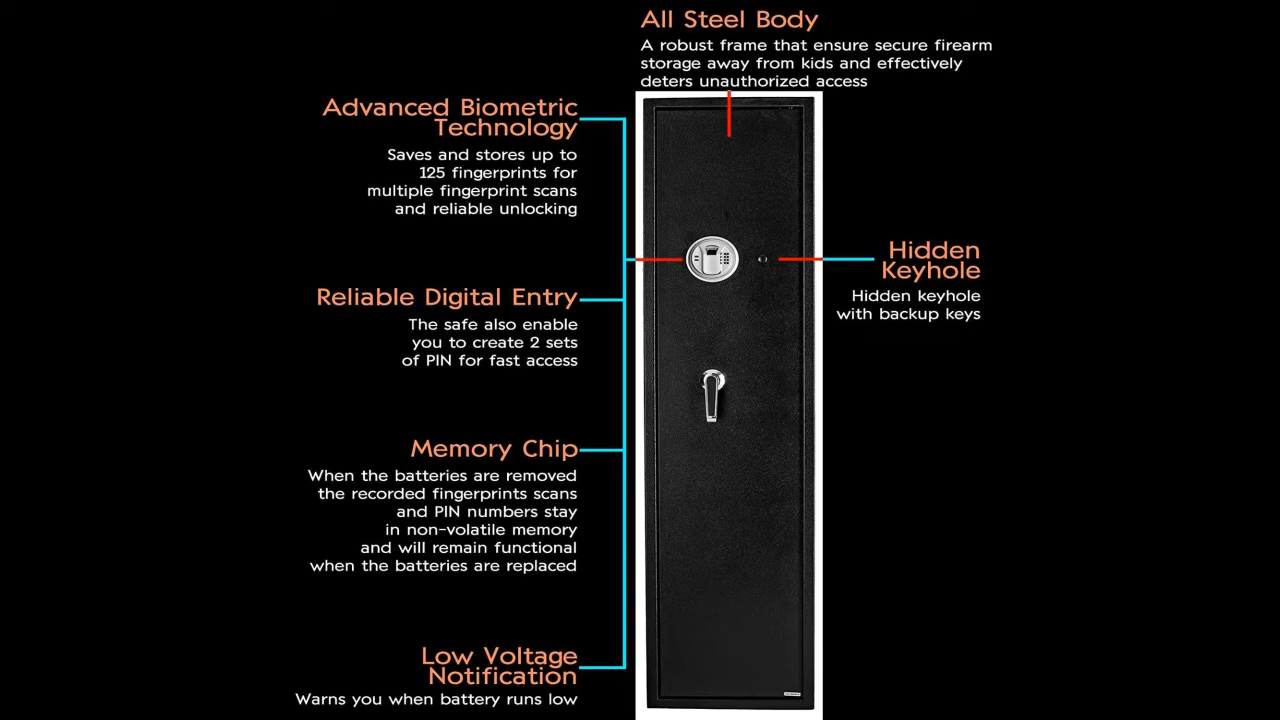 All Steel Body
A robust frame that ensure secure firearm
storage away from kids and effectively
deters unauthorized access
Advanced Biometric
Technology
Saves and stores up to
125 fingerprints for
multiple fingerprint scans
and reliable unlocking
Hidden
Keyhole
Hidden keyhole
with backup keys
Reliable Digital Entry
The safe also enable
you to create 2 sets
of PIN for fast access
Memory Chip
When the batteries are removed
the recorded fingerprints scans
and PIN numbers stay
in non-volatile memory
and will remain functional
when the batteries are replaced
Low Voltage
Notification
Warns you when battery runs low